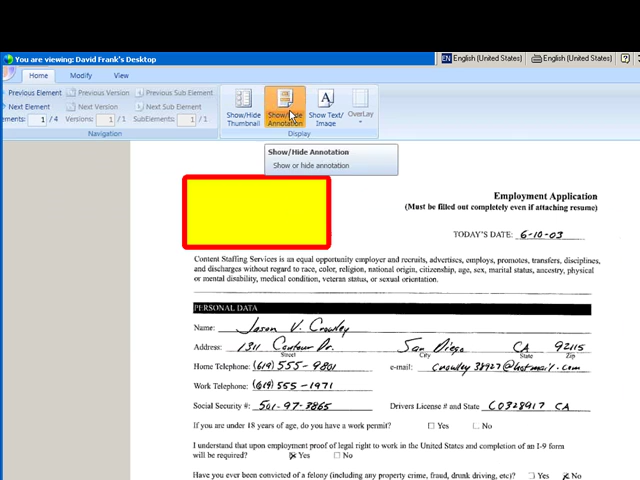 You are viewing: David Frank's Desktop
EN English (United States) English (United States)
Home Modify View
Previous Element Previous Version Previous Sub Element
Next Element Next Version Next Sub Element
ements: 1 / 4 Versions: 1 / 1 SubElements: 1 / 1
Navigation
Show/Hide Thumbnail
Show/Hide Annotation
Show Text/ Image
OverLay
Display
Show/Hide Annotation
Show or hide annotation
Employment Application
(Must be filled out completely even if attaching resume)
TODAY'S DATE: 6-10-03
Content Staffing Services is an equal opportunity employer and recruits, advertises, employs, promotes, transfers, disciplines,
and discharges without regard to race, color, religion, national origin, citizenship, age, sex, marital status, ancestry, physical
or mental disability, medical condition, veteran status, or sexual orientation.
PERSONAL DATA
Name: Jason V. Crowley
Address: 1311 Contour Dr. San Diego CA 92115
Street City State Zip
Home Telephone: (619) 555-9801 e-mail: crowley38927@hotmail.com
Work Telephone: (619) 555-1971
Social Security #: 501-97-3865 Drivers License # and State C0328917 CA
If you are under 18 years of age, do you have a work permit? Yes No
I understand that upon employment proof of legal right to work in the United States and completion of an I-9 form
will be required? Yes No
Have you ever been convicted of a felony (including any property crime, fraud, drunk driving, etc)? Yes No